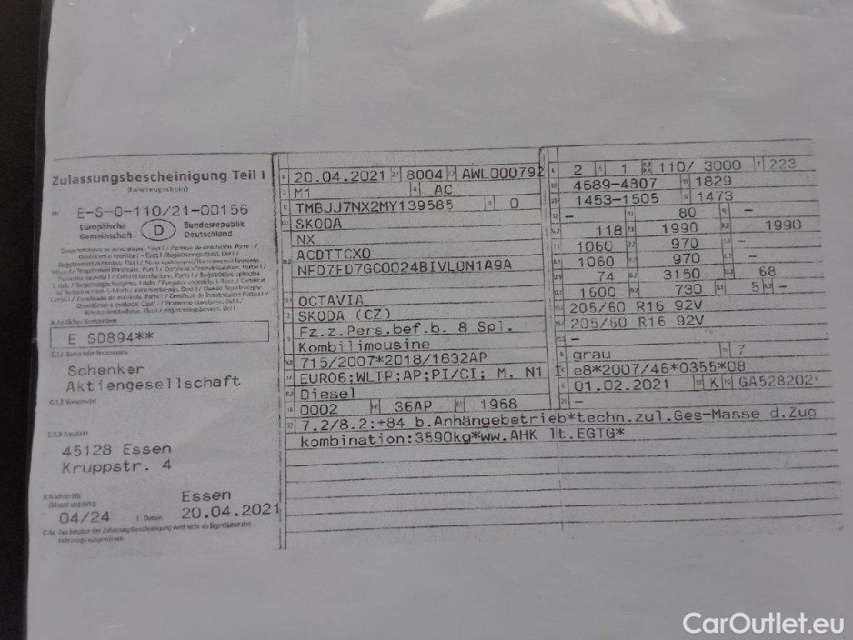 Zulassungsbescheinigung Teil I
(Fahrzeugschein)
E-S-0-110/21-00156
Europäische Gemeinschaft
D
Bundesrepublik Deutschland
E SD894**
Schenker
Aktiengesellschaft
45128 Essen
Kruppstr. 4
Essen
04/24
20.04.2021
20.04.2021 8004 AWL000792
M1 AC
TMBJJ7NX2MY139585 0
SKODA
NX
ACDTTCX0
NFD7FD7GC0024BIVLON1A9A
OCTAVIA
SKODA (CZ)
Fz.z.Pers.bef.b. 8 Spl.
Kombilimousine
715/2007*2018/1832AP
EURO6;WLTP;AP;PI/CI; M, N1
Diesel
0002 36AP 1968
2 1 110/ 3000 223
4689-4807 1829
1453-1505 1473
- 80 -
118 1990 1990
1060 970 -
1060 970 -
74 3150 68
1600 730 5 -
205/60 R16 92V
205/60 R16 92V
-
grau 7
e8*2007/46*0355*08
01.02.2021 K GA528202
-
7.2/8.2:+84 b.Anhängebetrieb*techn.zul.Ges-Masse d.Zug
kombination:3590kg*ww.AHK lt.EGTG*
CarOutlet.eu